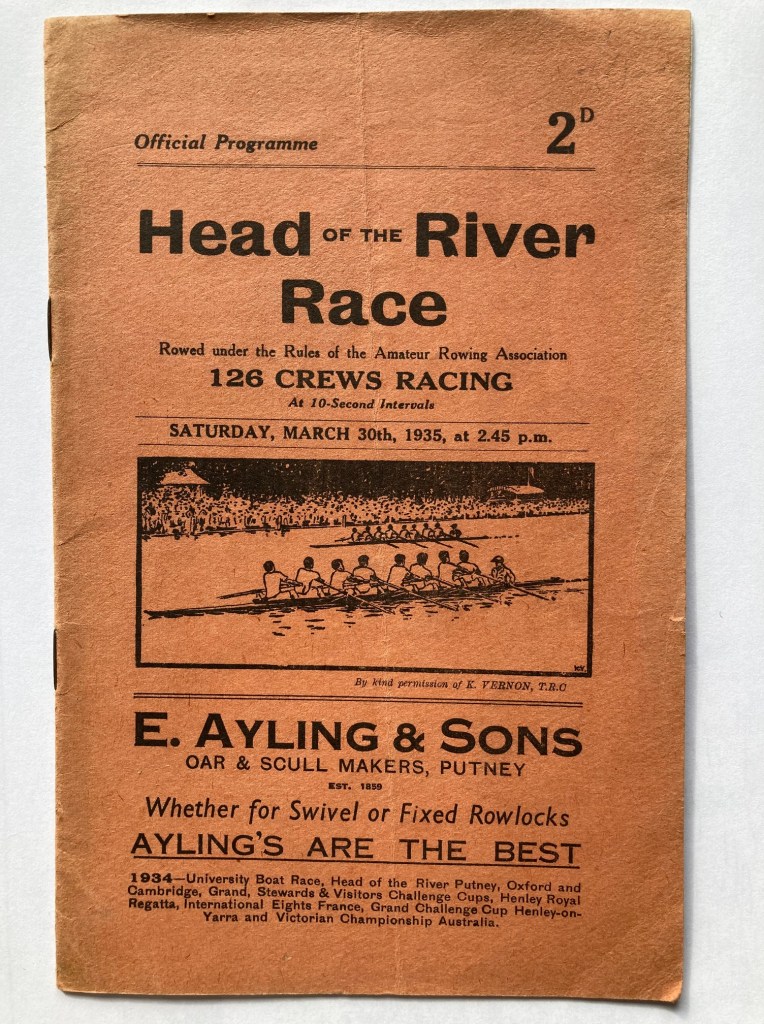 Official Programme
2D
Head OF THE River
Race
Rowed under the Rules of the Amateur Rowing Association
126 CREWS RACING
At 10-Second Intervals
SATURDAY, MARCH 30th, 1935, at 2.45 p.m.
K.V.
By kind permission of K. VERNON, T.R.C
E. AYLING & SONS
OAR & SCULL MAKERS, PUTNEY
EST. 1859
Whether for Swivel or Fixed Rowlocks
AYLING'S ARE THE BEST
1934—University Boat Race, Head of the River Putney, Oxford and
Cambridge, Grand, Stewards & Visitors Challenge Cups, Henley Royal
Regatta, International Eights France, Grand Challenge Cup Henley-on-
Yarra and Victorian Championship Australia.